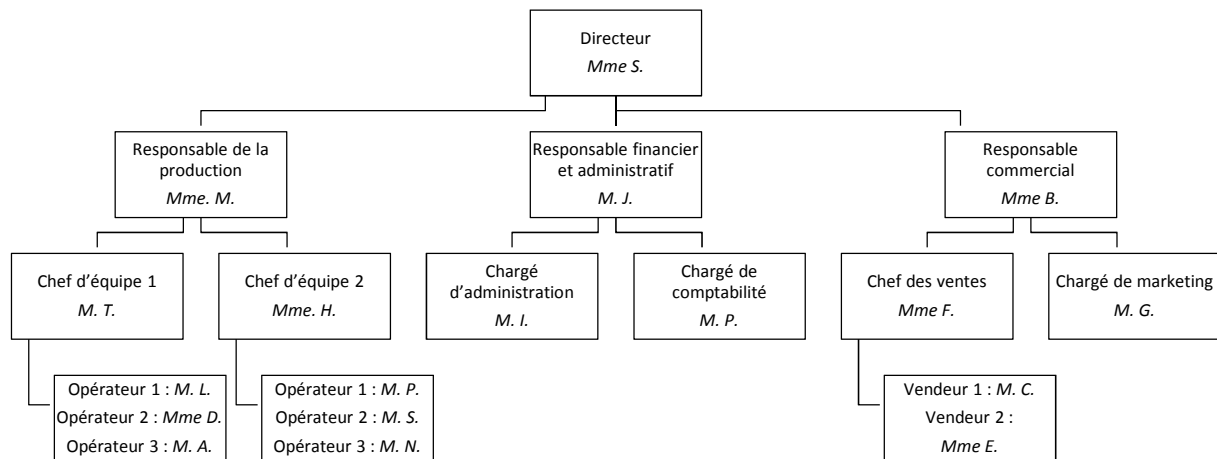 Directeur
Mme S.
Responsable de la
production
Mme. M.
Responsable financier
et administratif
M. J.
Responsable
commercial
Mme B.
Chef d’équipe 1
M. T.
Chef d’équipe 2
Mme. H.
Chargé
d’administration
M. I.
Chargé de
comptabilité
M. P.
Chef des ventes
Mme F.
Chargé de marketing
M. G.
Opérateur 1 : M. L.
Opérateur 2 : Mme D.
Opérateur 3 : M. A.
Opérateur 1 : M. P.
Opérateur 2 : M. S.
Opérateur 3 : M. N.
Vendeur 1 : M. C.
Vendeur 2 :
Mme E.